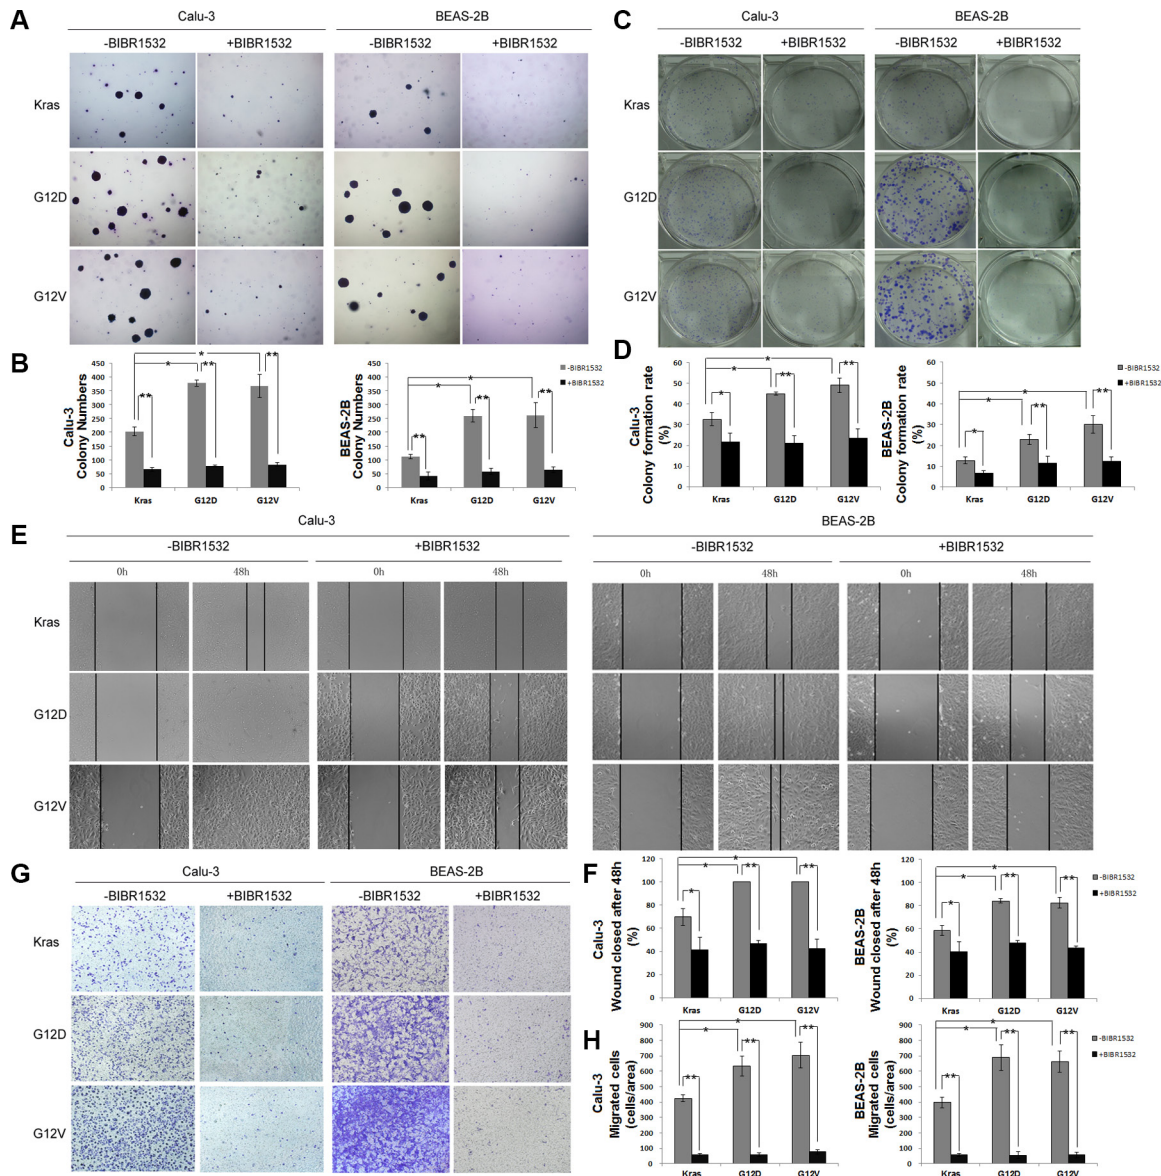 A
Calu-3 BEAS-2B
-BIBR1532 +BIBR1532 -BIBR1532 +BIBR1532
Kras
G12D
G12V
C
Calu-3 BEAS-2B
-BIBR1532 +BIBR1532 -BIBR1532 +BIBR1532
Kras
G12D
G12V
B
Calu-3
Colony Numbers
450
400
350
300
250
200
150
100
50
0
* * ** ** **
Kras G12D G12V
BEAS-2B
Colony Numbers
450
400
350
300
250
200
150
100
50
0
* * ** ** **
Kras G12D G12V
-BIBR1532
+BIBR1532
D
Calu-3
Colony formation rate
(%)
60
50
40
30
20
10
0
* * * ** **
Kras G12D G12V
BEAS-2B
Colony formation rate
(%)
60
50
40
30
20
10
0
* * * ** **
Kras G12D G12V
-BIBR1532
+BIBR1532
E
Calu-3 BEAS-2B
-BIBR1532 +BIBR1532 -BIBR1532 +BIBR1532
0h 48h 0h 48h 0h 48h 0h 48h
Kras
G12D
G12V
G
Calu-3 BEAS-2B
-BIBR1532 +BIBR1532 -BIBR1532 +BIBR1532
Kras
G12D
G12V
F
Calu-3
Wound closed after 48h
(%)
120
100
80
60
40
20
0
* * * ** **
Kras G12D G12V
BEAS-2B
Wound closed after 48h
(%)
120
100
80
60
40
20
0
* * * ** **
Kras G12D G12V
-BIBR1532
+BIBR1532
H
Calu-3
Migrated cells
(cells/area)
900
800
700
600
500
400
300
200
100
0
* * ** ** **
Kras G12D G12V
BEAS-2B
Migrated cells
(cells/area)
900
800
700
600
500
400
300
200
100
0
* * ** ** **
Kras G12D G12V
-BIBR1532
+BIBR1532